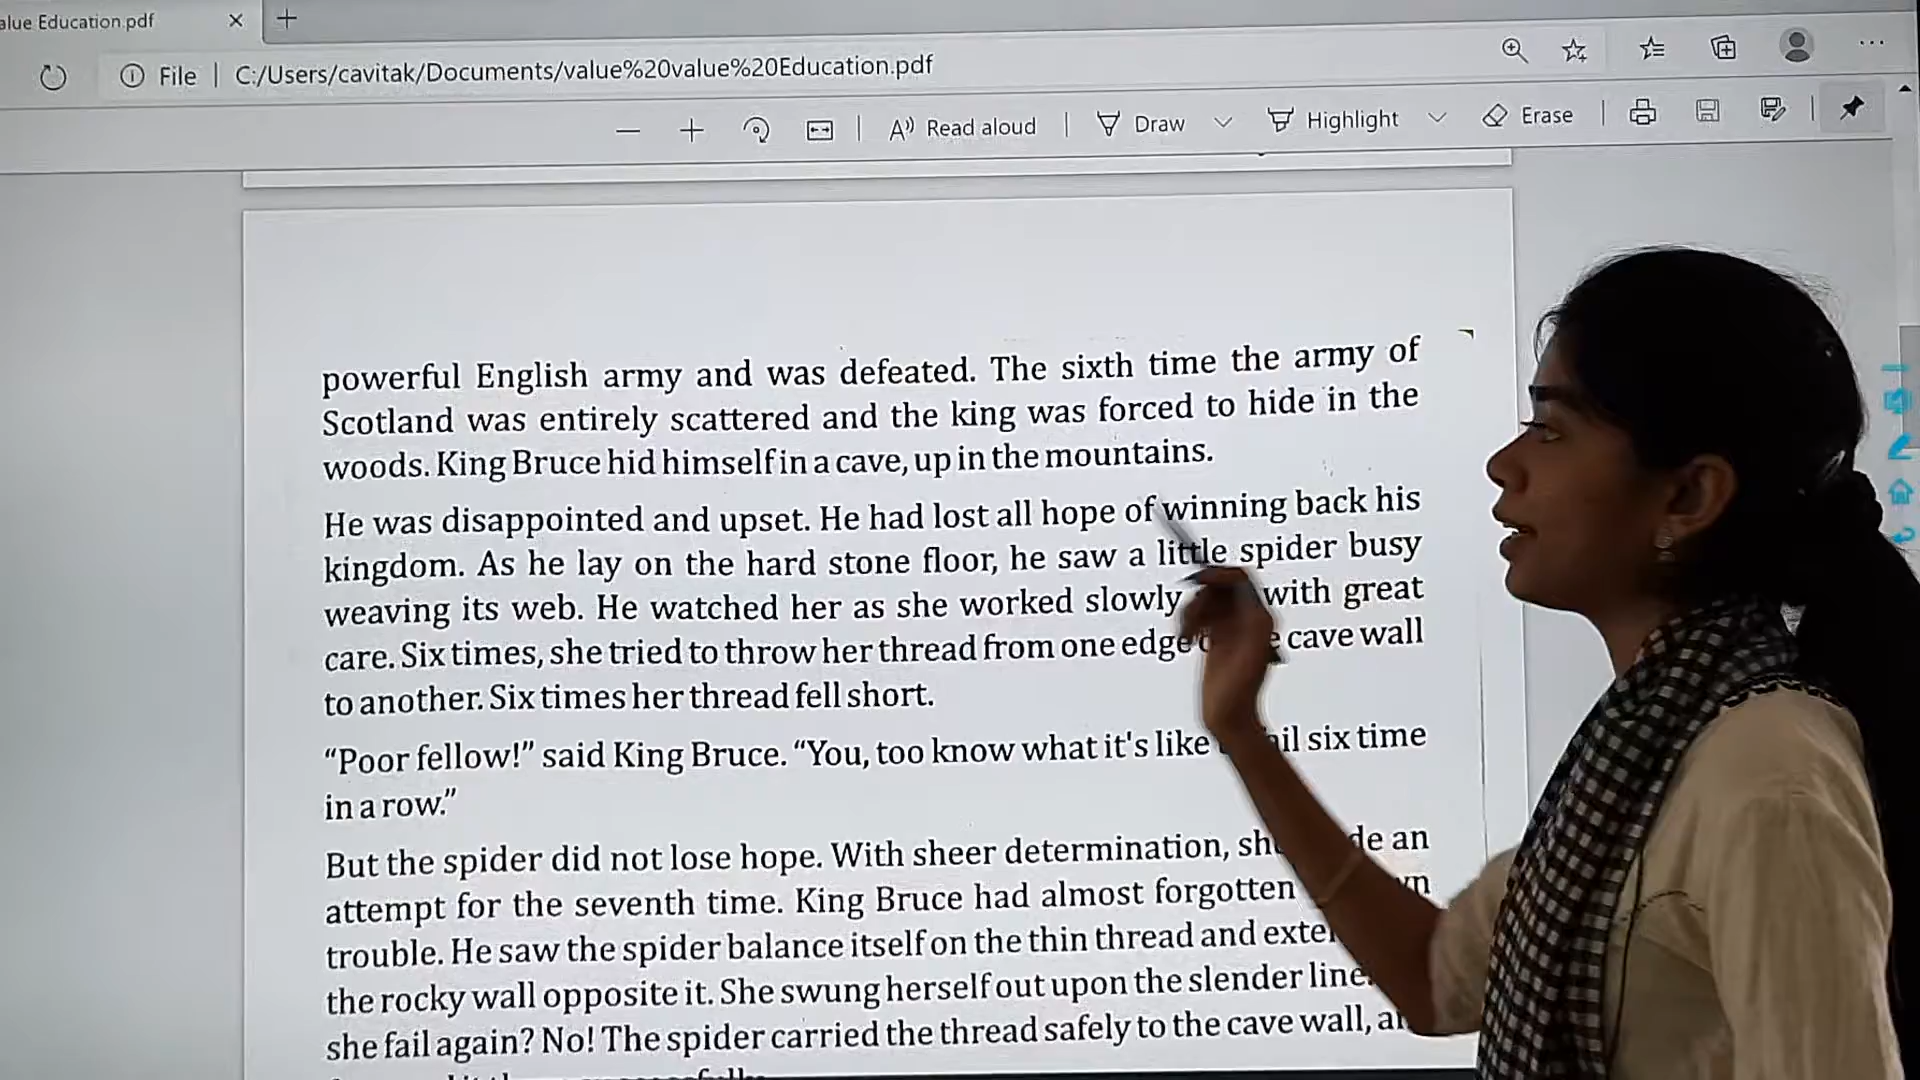 alue Education.pdf
File | C:/Users/cavitak/Documents/value%20value%20Education.pdf
Read aloud | Draw Highlight Erase
powerful English army and was defeated. The sixth time the army of
Scotland was entirely scattered and the king was forced to hide in the
woods. King Bruce hid himself in a cave, up in the mountains.
He was disappointed and upset. He had lost all hope of winning back his
kingdom. As he lay on the hard stone floor, he saw a little spider busy
weaving its web. He watched her as she worked slowly with great
care. Six times, she tried to throw her thread from one edge cave wall
to another. Six times her thread fell short.
“Poor fellow!” said King Bruce. “You, too know what it's like six time
in a row.”
But the spider did not lose hope. With sheer determination, an
attempt for the seventh time. King Bruce had almost forgotten
trouble. He saw the spider balance itself on the thin thread and
the rocky wall opposite it. She swung herself out upon the slender line.
she fail again? No! The spider carried the thread safely to the cave wall,